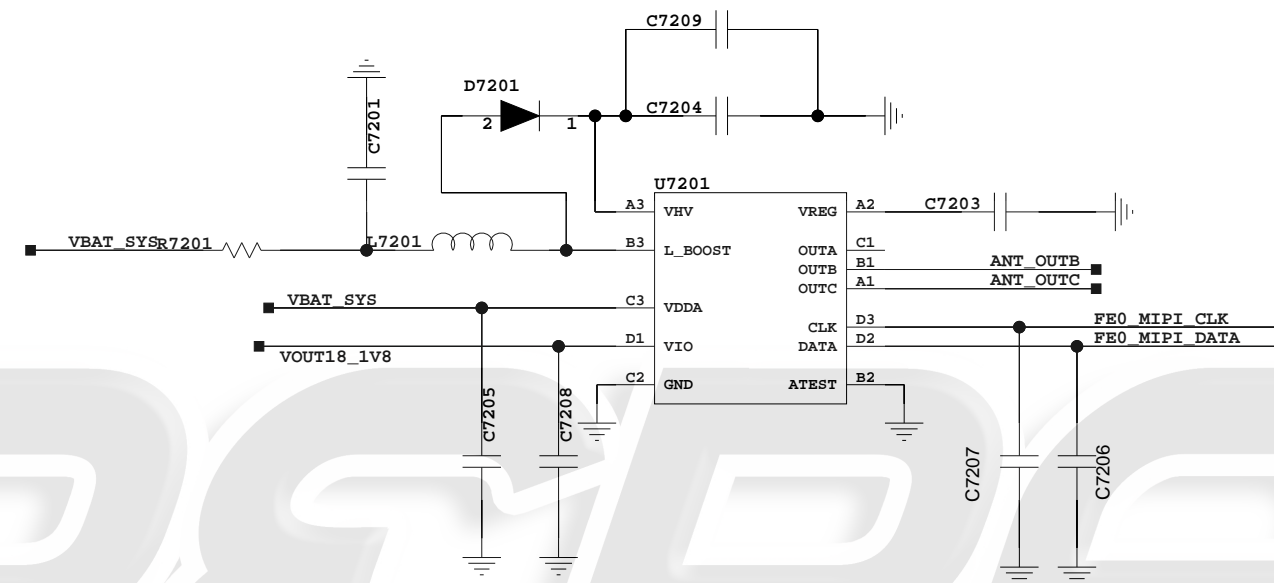 C7209
D7201
C7204
2
1
C7201
U7201
A3
VHV
VREG
A2
C7203
VBAT_SYS
R7201
L7201
B3
L_BOOST
OUTA
C1
OUTB
B1
ANT_OUTB
OUTC
A1
ANT_OUTC
VBAT_SYS
C3
VDDA
CLK
D3
FE0_MIPI_CLK
VOUT18_1V8
D1
VIO
DATA
D2
FE0_MIPI_DATA
C2
GND
ATEST
B2
C7205
C7208
C7207
C7206